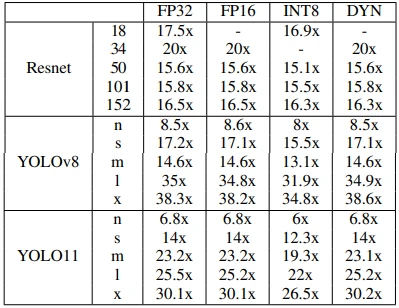 FP32 FP16 INT8 DYN
Resnet
18 17.5x - 16.9x -
34 20x 20x - 20x
50 15.6x 15.6x 15.1x 15.6x
101 15.8x 15.8x 15.5x 15.8x
152 16.5x 16.5x 16.3x 16.3x
YOLOv8
n 8.5x 8.6x 8x 8.5x
s 17.2x 17.1x 15.5x 17.1x
m 14.6x 14.6x 13.1x 14.6x
l 35x 34.8x 31.9x 34.9x
x 38.3x 38.2x 34.8x 38.6x
YOLO11
n 6.8x 6.8x 6x 6.8x
s 14x 14x 12.3x 14x
m 23.2x 23.2x 19.3x 23.1x
l 25.5x 25.2x 22x 25.2x
x 30.1x 30.1x 26.5x 30.2x